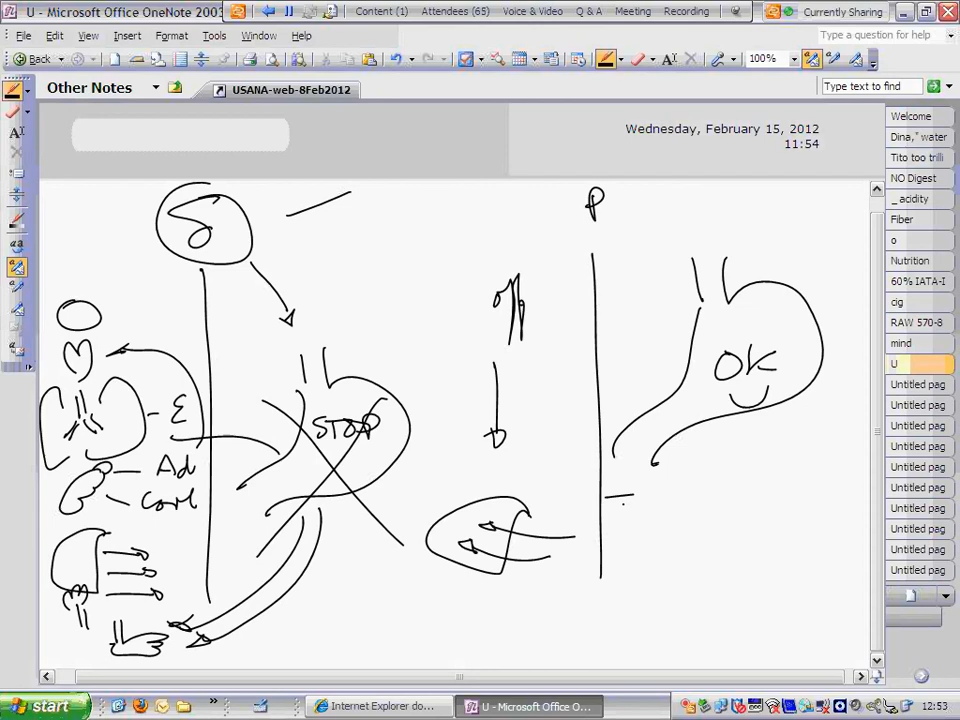 U - Microsoft Office OneNote 2003
Content (1) Attendees (65) Voice & Video Q & A Meeting Recording
Currently Sharing
File Edit View Insert Format Tools Window Help
Type a question for help
Back
100%
Other Notes
USANA-web-8Feb2012
Type text to find
Wednesday, February 15, 2012
11:54
Welcome
Dina," water
Tito too trilli
NO Digest
_ acidity
Fiber
o
Nutrition
60% IATA-I
cig
RAW 570-8
mind
U
Untitled pag
Untitled pag
Untitled pag
Untitled pag
Untitled pag
Untitled pag
Untitled pag
Untitled pag
Untitled pag
Untitled pag
S
P
off
OK
STOP
E
Ad
Cort
start
Internet Explorer do...
U - Microsoft Office O...
12:53